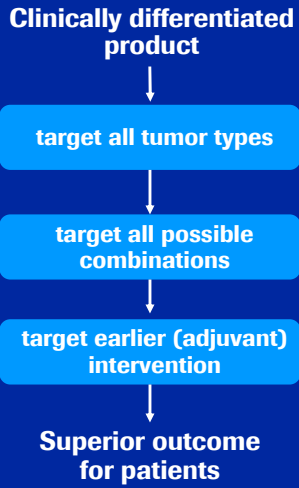 Clinically differentiated
product
target all tumor types
target all possible
combinations
target earlier (adjuvant)
intervention
Superior outcome
for patients